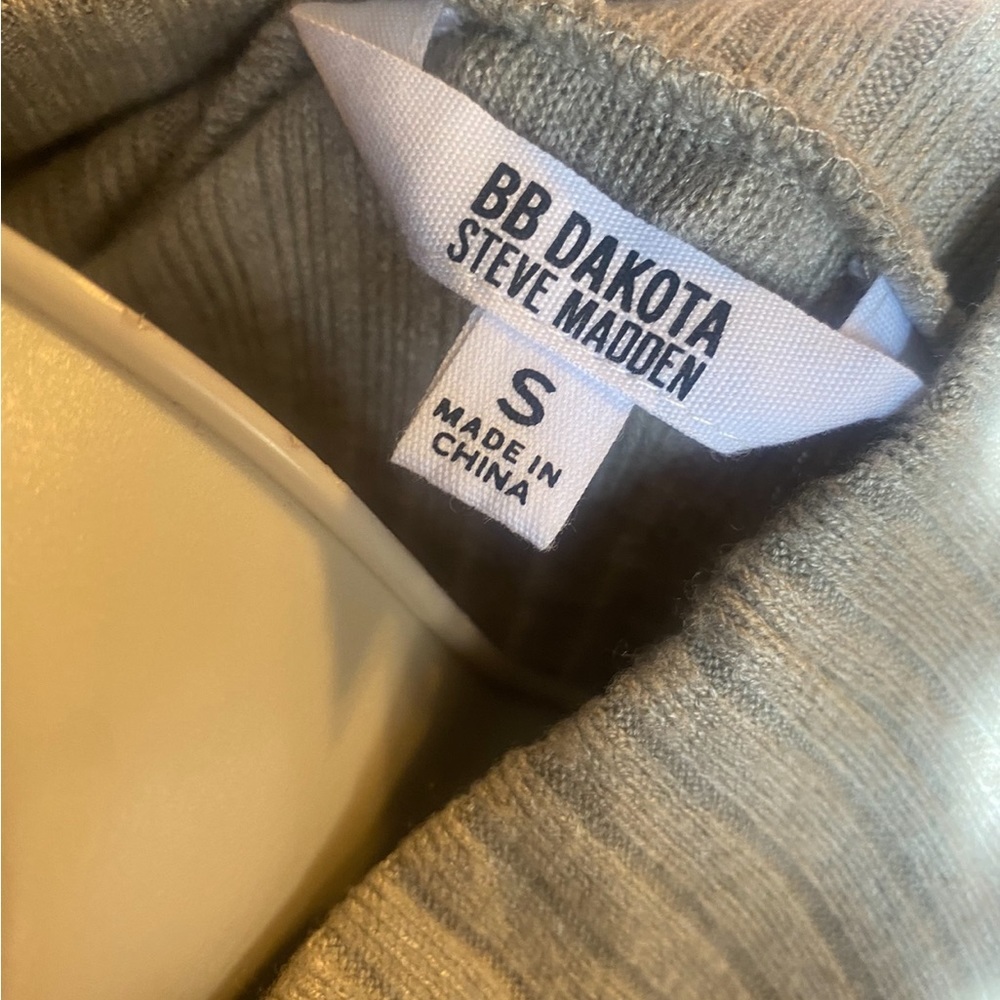 BB DAKOTA
STEVE MADDEN
S
MADE IN
CHINA